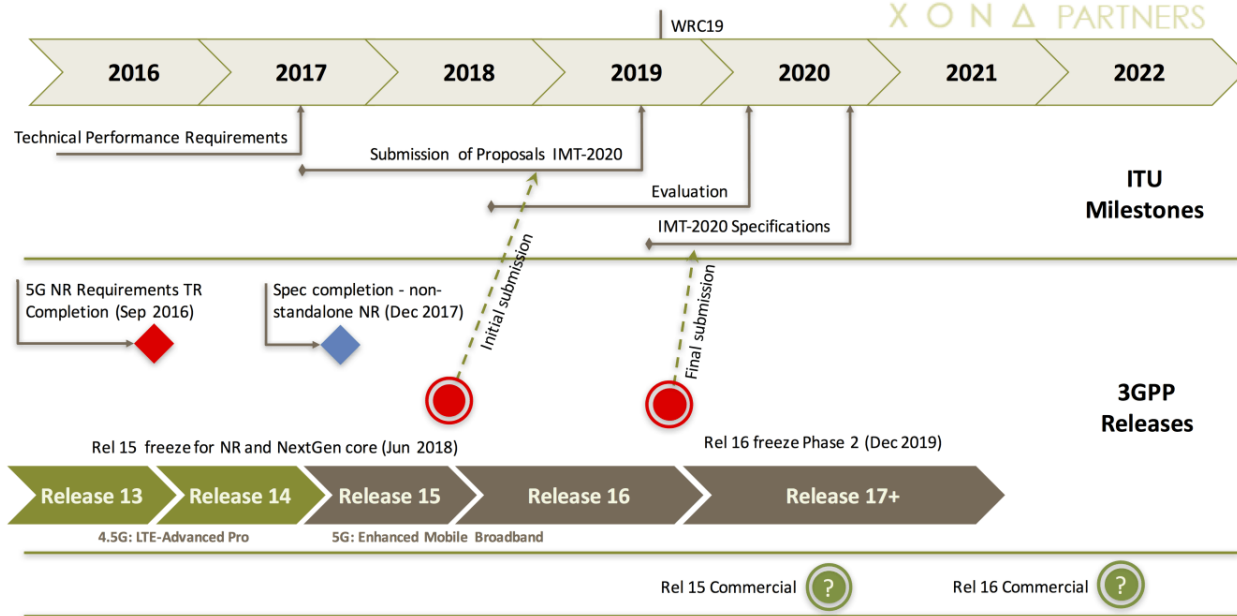 XONΔ PARTNERS
WRC19
2016
2017
2018
2019
2020
2021
2022
Technical Performance Requirements
Submission of Proposals IMT-2020
Evaluation
IMT-2020 Specifications
ITU
Milestones
5G NR Requirements TR
Completion (Sep 2016)
Spec completion - non-
standalone NR (Dec 2017)
Initial submission
Final submission
3GPP
Releases
Rel 15 freeze for NR and NextGen core (Jun 2018)
Rel 16 freeze Phase 2 (Dec 2019)
Release 13
Release 14
Release 15
Release 16
Release 17+
4.5G: LTE-Advanced Pro
5G: Enhanced Mobile Broadband
Rel 15 Commercial
?
Rel 16 Commercial
?